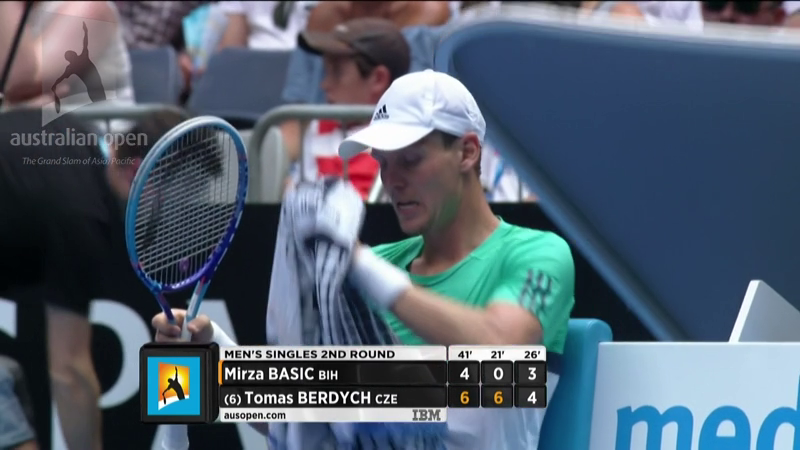 australian open
The Grand Slam of Asia/Pacific
MEN'S SINGLES 2ND ROUND 41' 21' 26'
Mirza BASIC BIH 4 0 3
(6) Tomas BERDYCH CZE 6 6 4
ausopen.com IBM
med